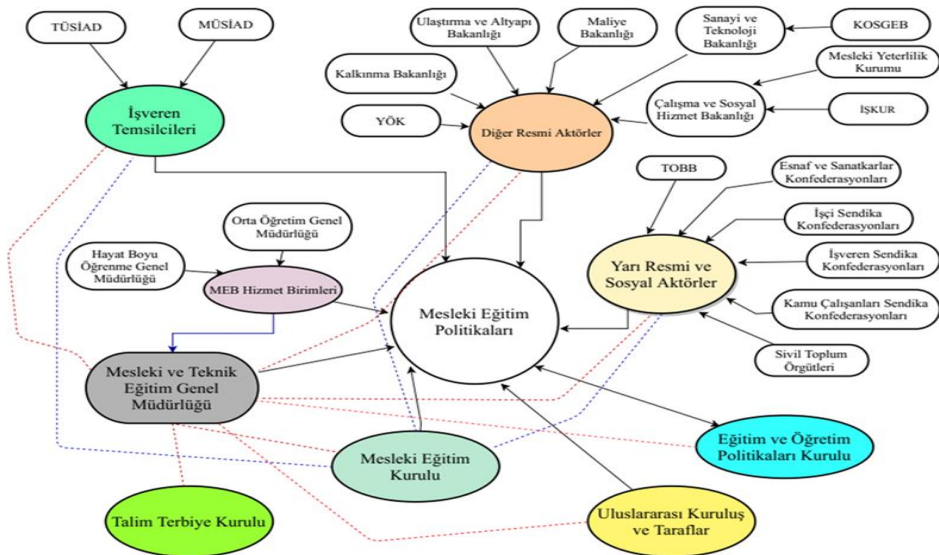 TÜSİAD
MÜSİAD
Ulaştırma ve Altyapı
Bakanlığı
Maliye
Bakanlığı
Sanayi ve
Teknoloji
Bakanlığı
KOSGEB
Kalkınma Bakanlığı
Mesleki Yeterlilik
Kurumu
İşveren
Temsilcileri
YÖK
Diğer Resmi Aktörler
Çalışma ve Sosyal
Hizmet Bakanlığı
İŞKUR
TOBB
Esnaf ve Sanatkarlar
Konfederasyonları
Orta Öğretim Genel
Müdürlüğü
İşçi Sendika
Konfederasyonları
Hayat Boyu
Öğrenme Genel
Müdürlüğü
MEB Hizmet Birimleri
Yarı Resmi ve
Sosyal Aktörler
İşveren Sendika
Konfederasyonları
Mesleki Eğitim
Politikaları
Kamu Çalışanları Sendika
Konfederasyonları
Mesleki ve Teknik
Eğitim Genel
Müdürlüğü
Sivil Toplum
Örgütleri
Mesleki Eğitim
Kurulu
Eğitim ve Öğretim
Politikaları Kurulu
Talim Terbiye Kurulu
Uluslararası Kuruluş
ve Taraflar